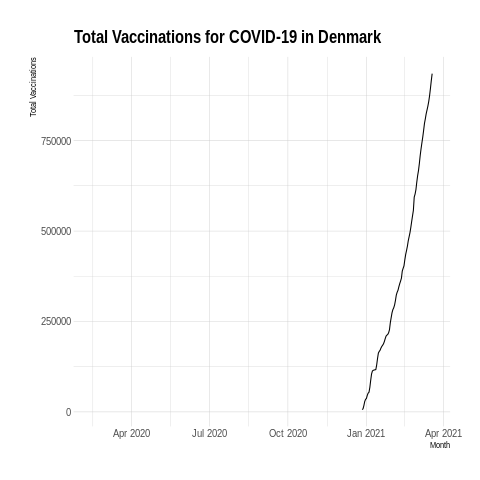 Total Vaccinations for COVID-19 in Denmark
Total Vaccinations
750000
500000
250000
0
Apr 2020 Jul 2020 Oct 2020 Jan 2021 Apr 2021
Month